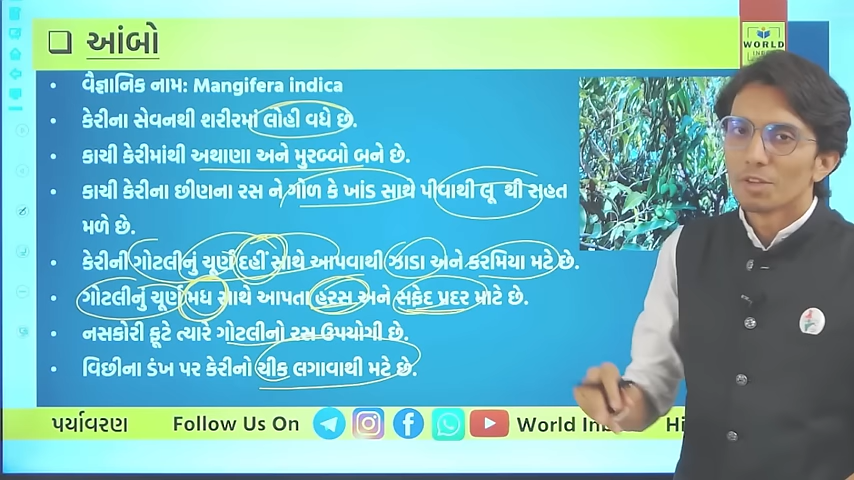 ❑ આંબો
WORLD
• વૈજ્ઞાનિક નામ: Mangifera indica
• કેરીના સેવનથી શરીરમાં લોહી વધે છે.
• કાચી કેરીમાંથી અથાણા અને મુરબ્બો બને છે.
• કાચી કેરીના છીણના રસ ને ગોળ કે ખાંડ સાથે પીવાથી લૂ થી રાહત
મળે છે.
• કેરીની ગોટલીનું ચૂર્ણ દહીં સાથે આપવાથી ઝાડા અને કરમિયા મટે છે.
• ગોટલીનું ચૂર્ણ મધ સાથે આપતા હરસ અને સફેદ પ્રદર માટે છે.
• નસકોરી ફૂટે ત્યારે ગોટલીનો રસ ઉપયોગી છે.
• વિછીના ડંખ પર કેરીનો ચીક લગાવાથી મટે છે.
પર્યાવરણ Follow Us On World In